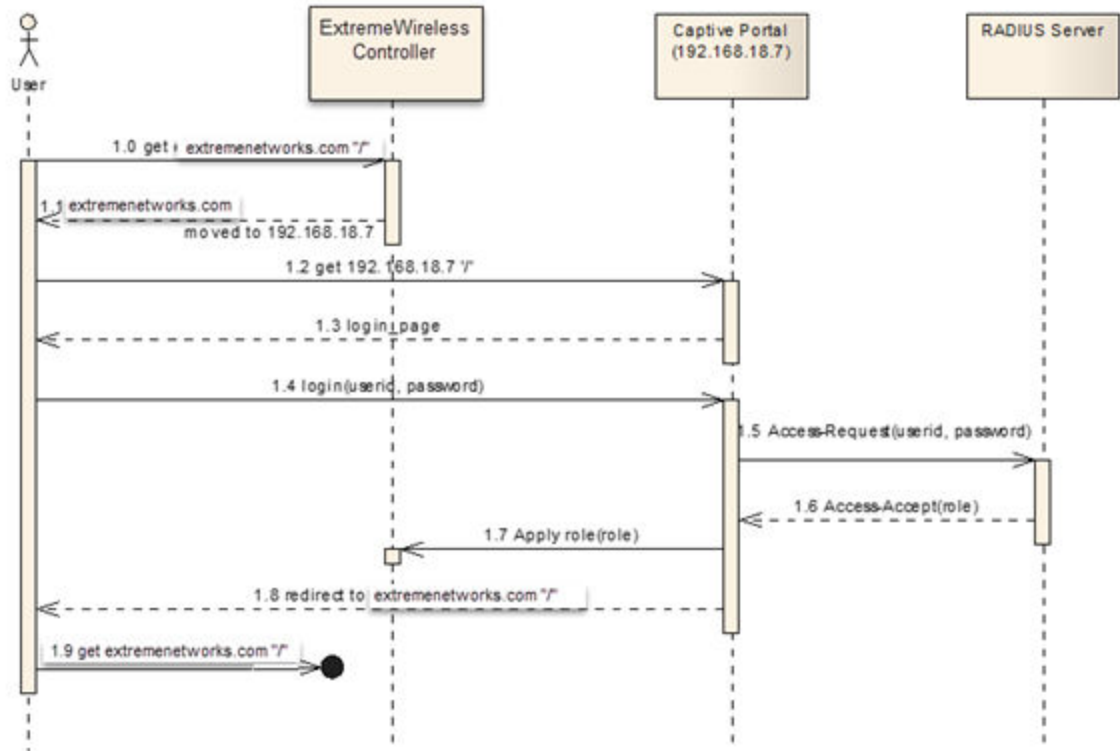 User
ExtremeWireless
Controller
Captive Portal
(192.168.18.7)
RADIUS Server
1.0 get extremenetworks.com "/"
1.1 extremenetworks.com
moved to 192.168.18.7
1.2 get 192.168.18.7 "/"
1.3 login_page
1.4 login(userid, password)
1.5 Access-Request(userid, password)
1.6 Access-Accept(role)
1.7 Apply role(role)
1.8 redirect to extremenetworks.com "/"
1.9 get extremenetworks.com "/"